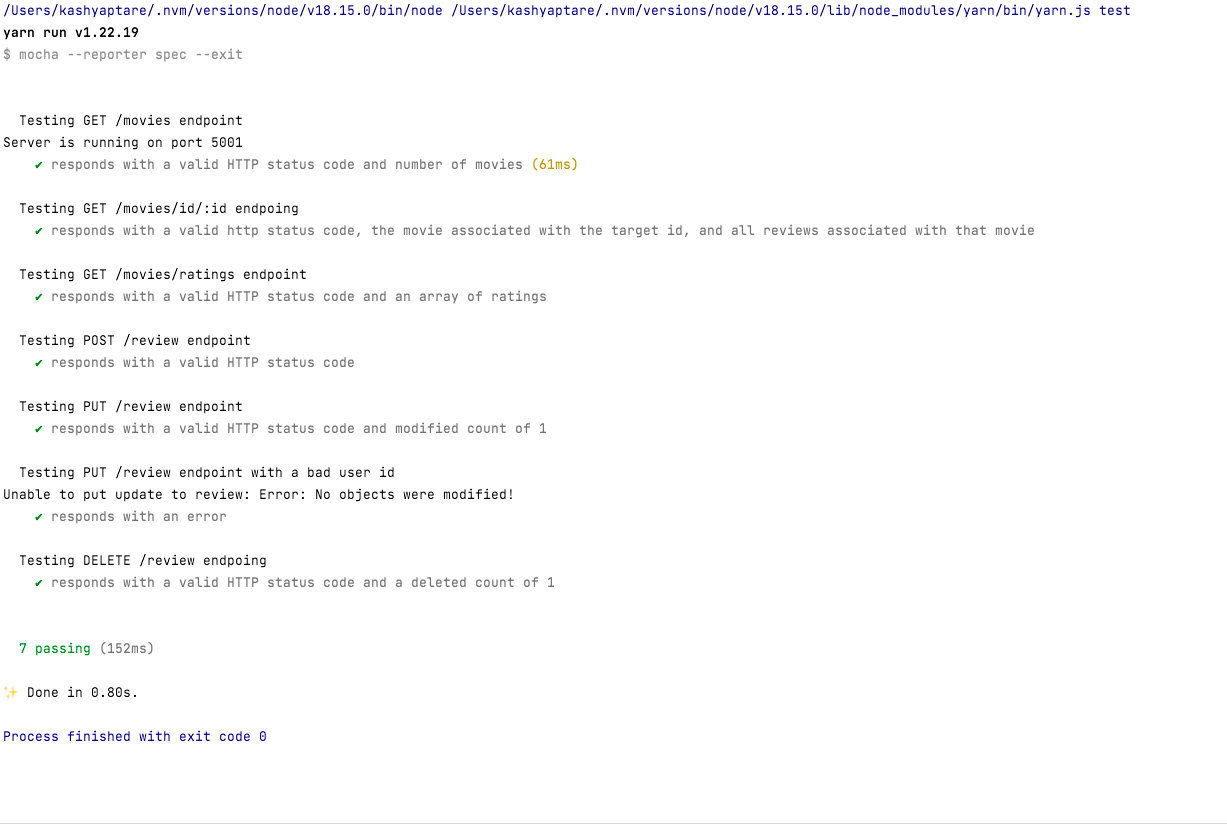 /Users/kashyaptare/.nvm/versions/node/v18.15.0/bin/node /Users/kashyaptare/.nvm/versions/node/v18.15.0/lib/node_modules/yarn/bin/yarn.js test
yarn run v1.22.19
$ mocha --reporter spec --exit
Testing GET /movies endpoint
Server is running on port 5001
✔ responds with a valid HTTP status code and number of movies (61ms)
Testing GET /movies/id/:id endpoing
✔ responds with a valid http status code, the movie associated with the target id, and all reviews associated with that movie
Testing GET /movies/ratings endpoint
✔ responds with a valid HTTP status code and an array of ratings
Testing POST /review endpoint
✔ responds with a valid HTTP status code
Testing PUT /review endpoint
✔ responds with a valid HTTP status code and modified count of 1
Testing PUT /review endpoint with a bad user id
Unable to put update to review: Error: No objects were modified!
✔ responds with an error
Testing DELETE /review endpoing
✔ responds with a valid HTTP status code and a deleted count of 1
7 passing (152ms)
✨ Done in 0.80s.
Process finished with exit code 0